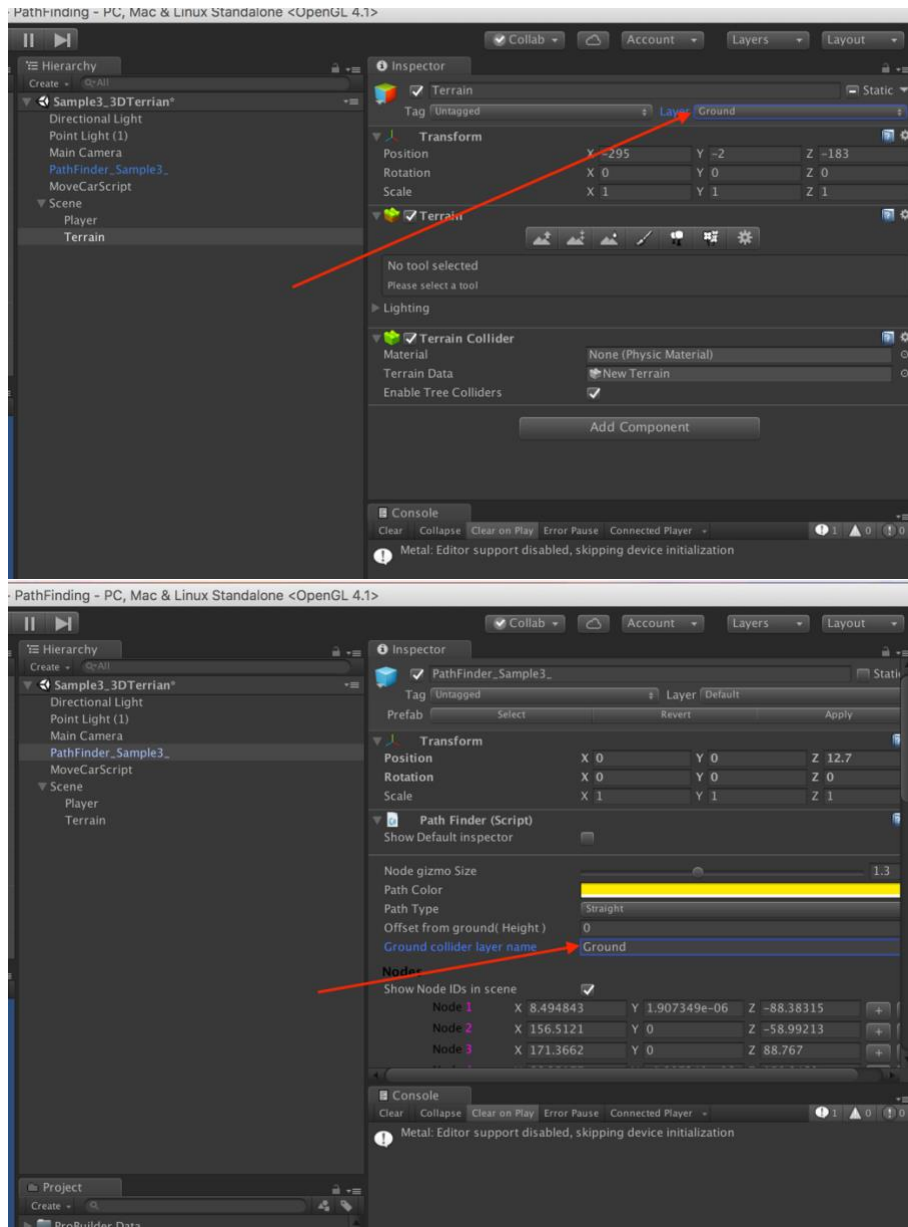 PathFinding - PC, Mac & Linux Standalone <OpenGL 4.1>
Collab Account Layers Layout
Hierarchy
Create All
Sample3_3DTerrian*
Directional Light
Point Light (1)
Main Camera
PathFinder_Sample3_
MoveCarScript
Scene
Player
Terrain
Inspector
Terrain Static
Tag Untagged Layer Ground
Transform
Position X -295 Y -2 Z -183
Rotation X 0 Y 0 Z 0
Scale X 1 Y 1 Z 1
Terrain
No tool selected
Please select a tool
Lighting
Terrain Collider
Material None (Physic Material)
Terrain Data New Terrain
Enable Tree Colliders
Add Component
Console
Clear Collapse Clear on Play Error Pause Connected Player 1 0 0
Metal: Editor support disabled, skipping device initialization
PathFinding - PC, Mac & Linux Standalone <OpenGL 4.1>
Collab Account Layers Layout
Hierarchy
Create All
Sample3_3DTerrian*
Directional Light
Point Light (1)
Main Camera
PathFinder_Sample3_
MoveCarScript
Scene
Player
Terrain
Inspector
PathFinder_Sample3_ Stati
Tag Untagged Layer Default
Prefab Select Revert Apply
Transform
Position X 0 Y 0 Z 12.7
Rotation X 0 Y 0 Z 0
Scale X 1 Y 1 Z 1
Path Finder (Script)
Show Default inspector
Node gizmo Size 1.3
Path Color
Path Type Straight
Offset from ground( Height ) 0
Ground collider layer name Ground
Nodes
Show Node IDs in scene
Node 1 X 8.494843 Y 1.907349e-06 Z -88.38315 +
Node 2 X 156.5121 Y 0 Z -58.99213 +
Node 3 X 171.3662 Y 0 Z 88.767 +
Console
Clear Collapse Clear on Play Error Pause Connected Player 1 0 0
Metal: Editor support disabled, skipping device initialization
Project
Create
ProBuilder Data